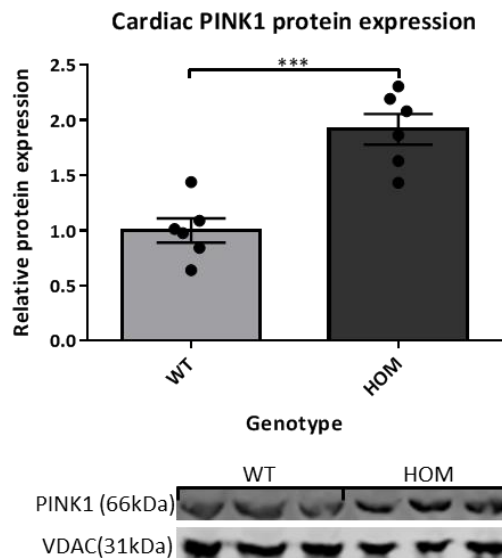 Cardiac PINK1 protein expression
Relative protein expression
2.5
2.0
1.5
1.0
0.5
0.0
***
WT
HOM
Genotype
WT HOM
PINK1 (66kDa)
VDAC(31kDa)